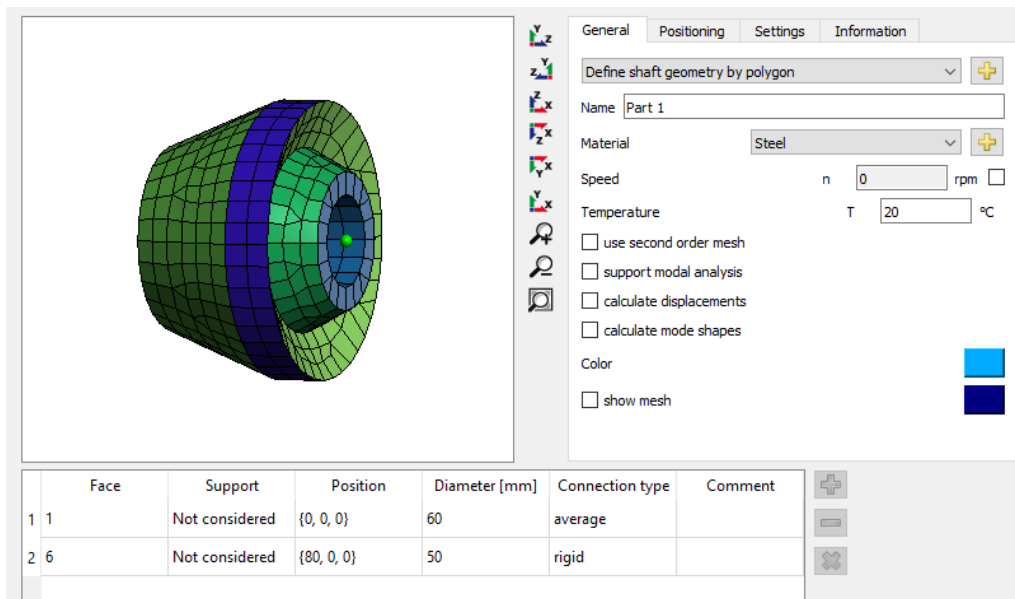 General Positioning Settings Information
Define shaft geometry by polygon
Name Part 1
Material Steel
Speed n 0 rpm
Temperature T 20 ºC
use second order mesh
support modal analysis
calculate displacements
calculate mode shapes
Color
show mesh
Y Z
Z Y
Z X
X Z
X Y
Y X
Face Support Position Diameter [mm] Connection type Comment
1 1 Not considered {0, 0, 0} 60 average
2 6 Not considered {80, 0, 0} 50 rigid